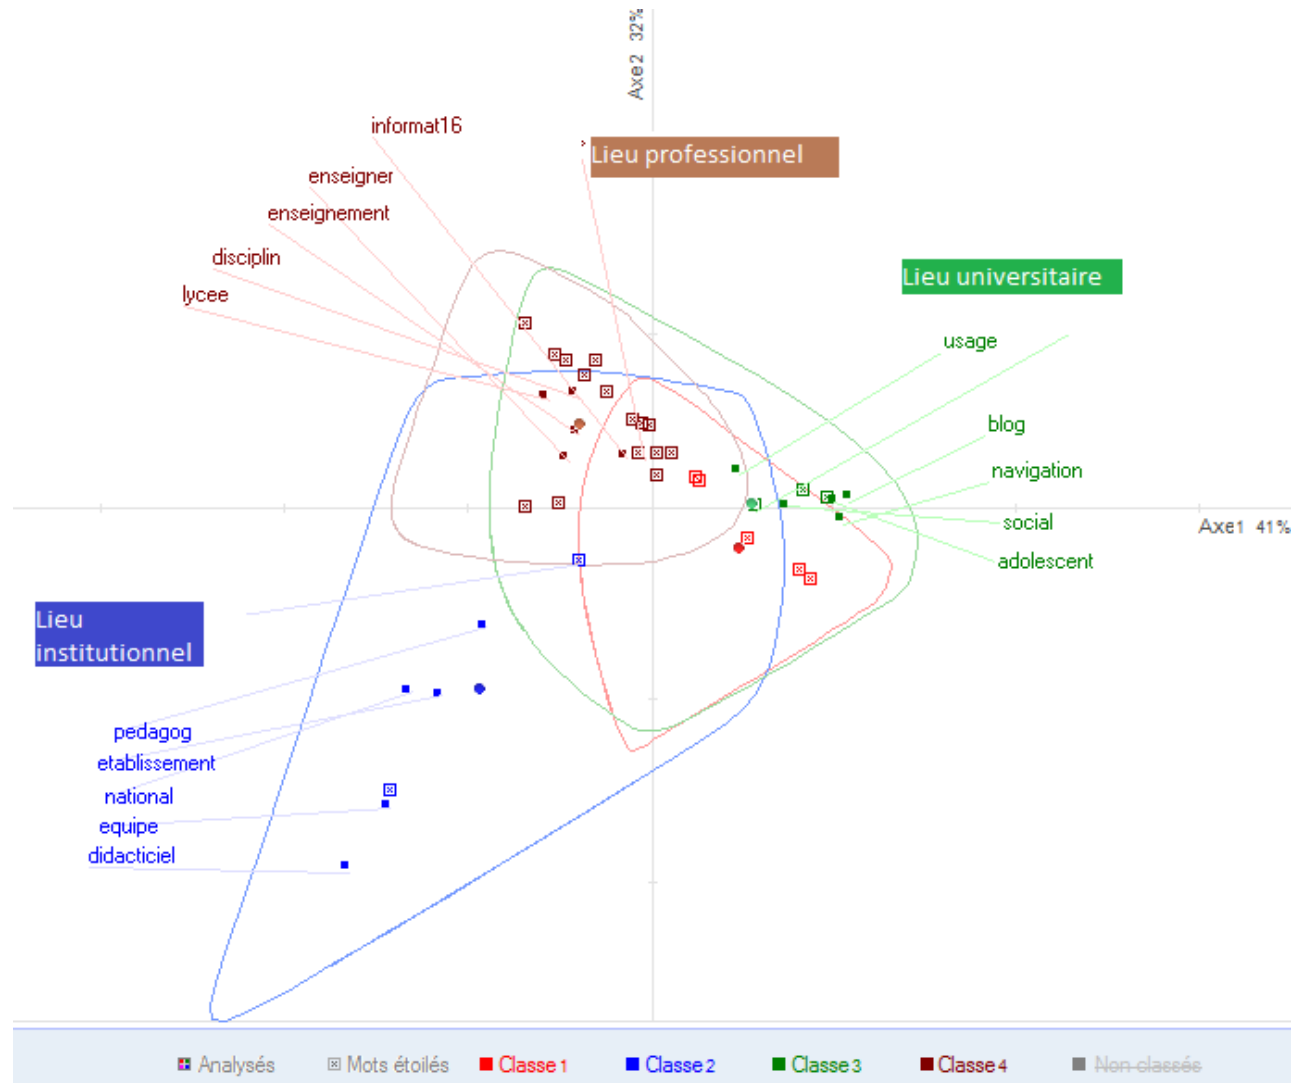 Axe2 32%
informat16
Lieu professionnel
enseigner
enseignement
disciplin
Lieu universitaire
lycee
usage
blog
navigation
social
Axe1 41%
adolescent
Lieu
institutionnel
pedagog
etablissement
national
equipe
didacticiel
Analysés
Mots étoilés
Classe 1
Classe 2
Classe 3
Classe 4
Non classés